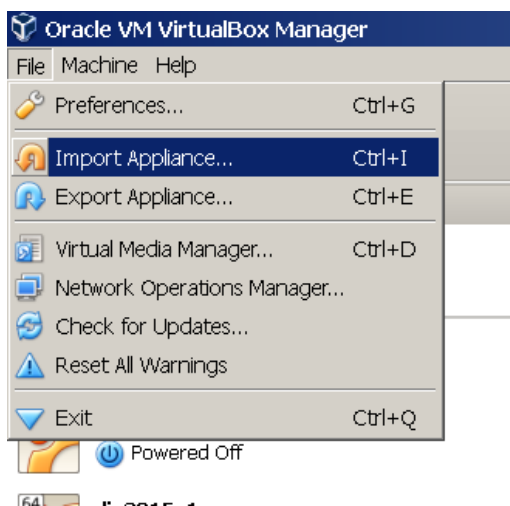 Oracle VM VirtualBox Manager
File Machine Help
Preferences... Ctrl+G
Import Appliance... Ctrl+I
Export Appliance... Ctrl+E
Virtual Media Manager... Ctrl+D
Network Operations Manager...
Check for Updates...
Reset All Warnings
Exit Ctrl+Q
Powered Off
64